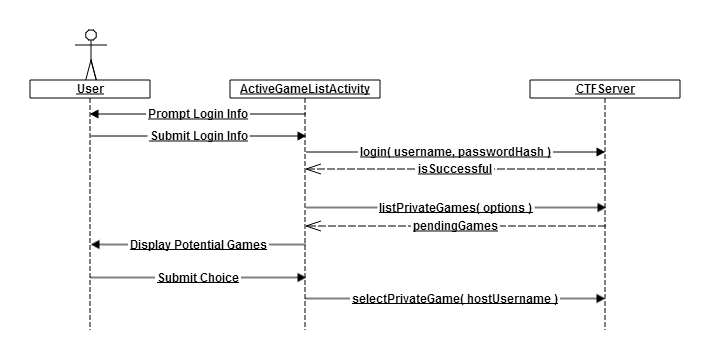 User
ActiveGameListActivity
CTFServer
Prompt Login Info
Submit Login Info
login( username, passwordHash )
isSuccessful
listPrivateGames( options )
pendingGames
Display Potential Games
Submit Choice
selectPrivateGame( hostUsername )